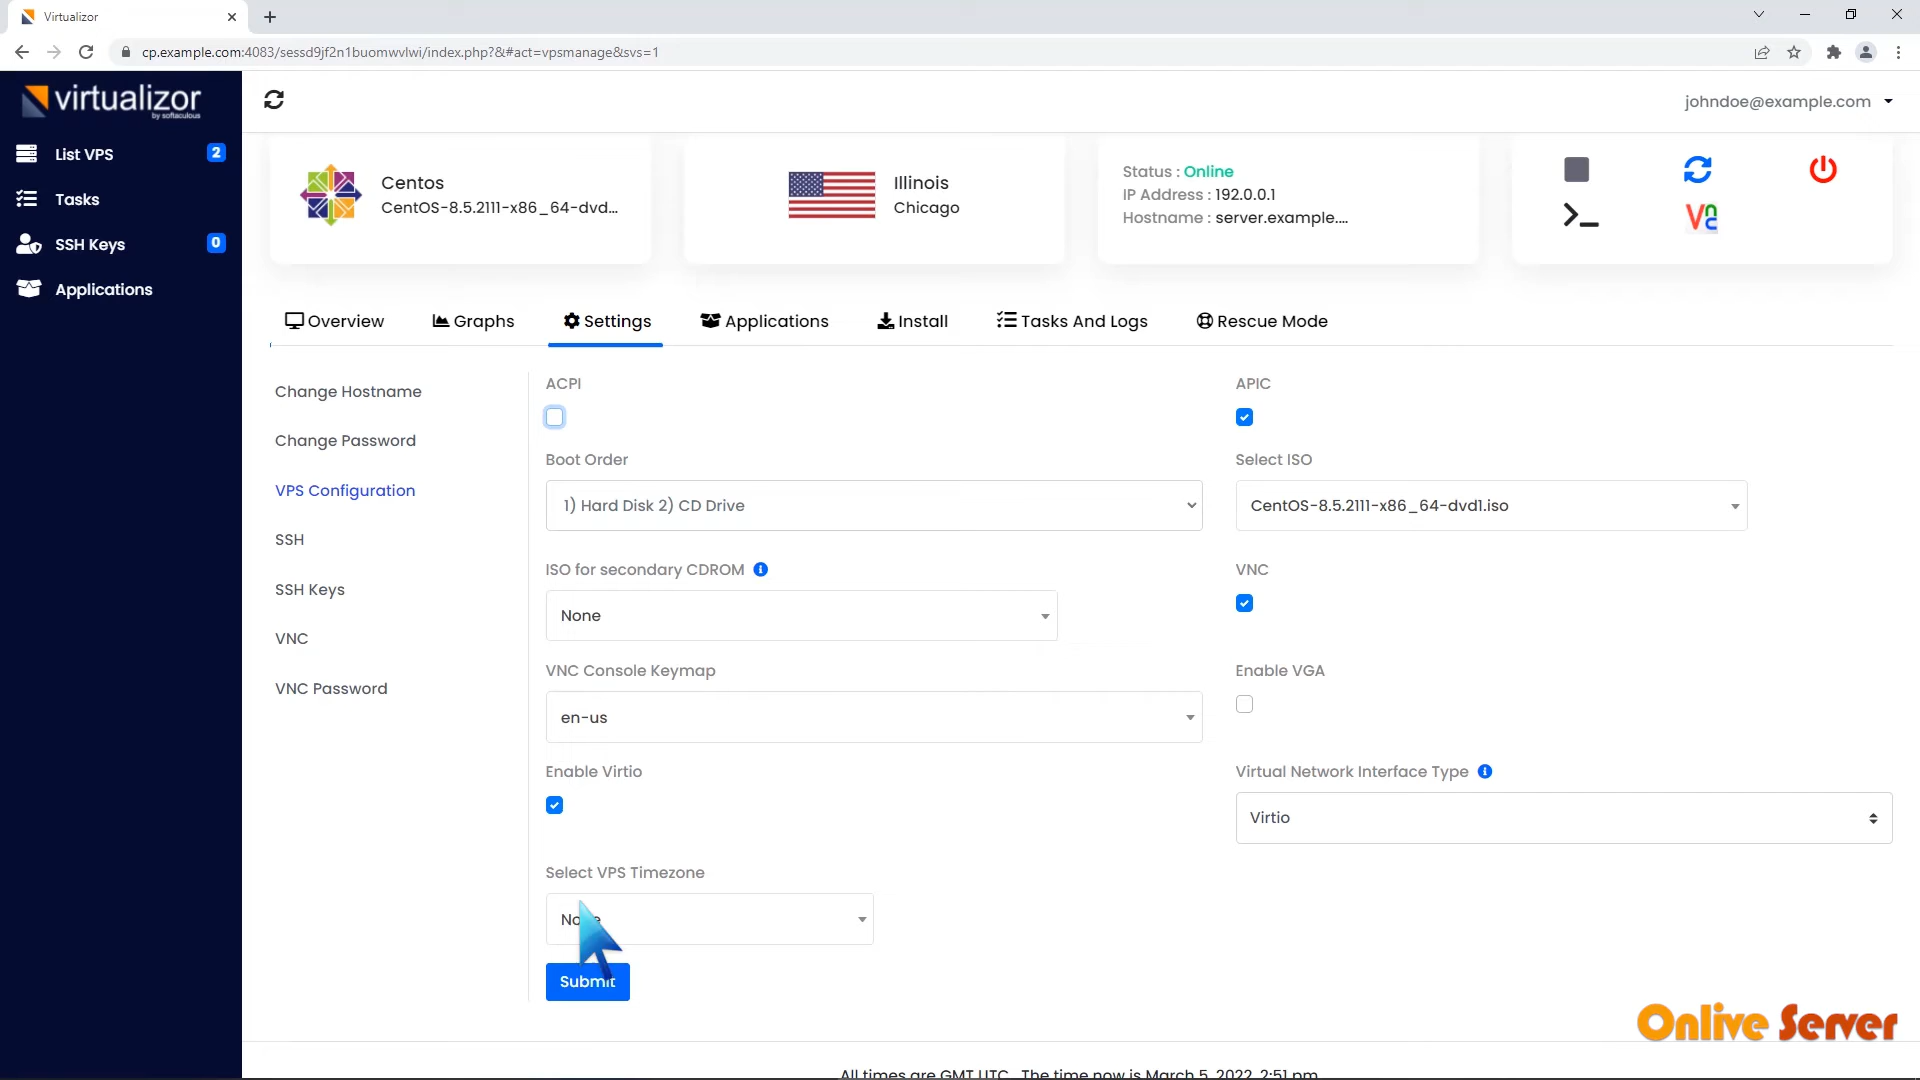 Virtualizor
cp.example.com:4083/sessd9jf2n1buomwvlwi/index.php?&#act=vpsmanage&svs=1
virtualizor
by softaculous
johndoe@example.com
List VPS 2
Tasks
SSH Keys 0
Applications
Centos
CentOS-8.5.2111-x86_64-dvd...
Illinois
Chicago
Status : Online
IP Address : 192.0.0.1
Hostname : server.example....
VNC
Overview Graphs Settings Applications Install Tasks And Logs Rescue Mode
Change Hostname
Change Password
VPS Configuration
SSH
SSH Keys
VNC
VNC Password
ACPI
APIC
Boot Order
1) Hard Disk 2) CD Drive
Select ISO
CentOS-8.5.2111-x86_64-dvd1.iso
ISO for secondary CDROM
None
VNC
VNC Console Keymap
en-us
Enable VGA
Enable Virtio
Virtual Network Interface Type
Virtio
Select VPS Timezone
None
Submit
Onlive Server
All times are GMT UTC. The time now is March 5, 2022, 2:51 pm.